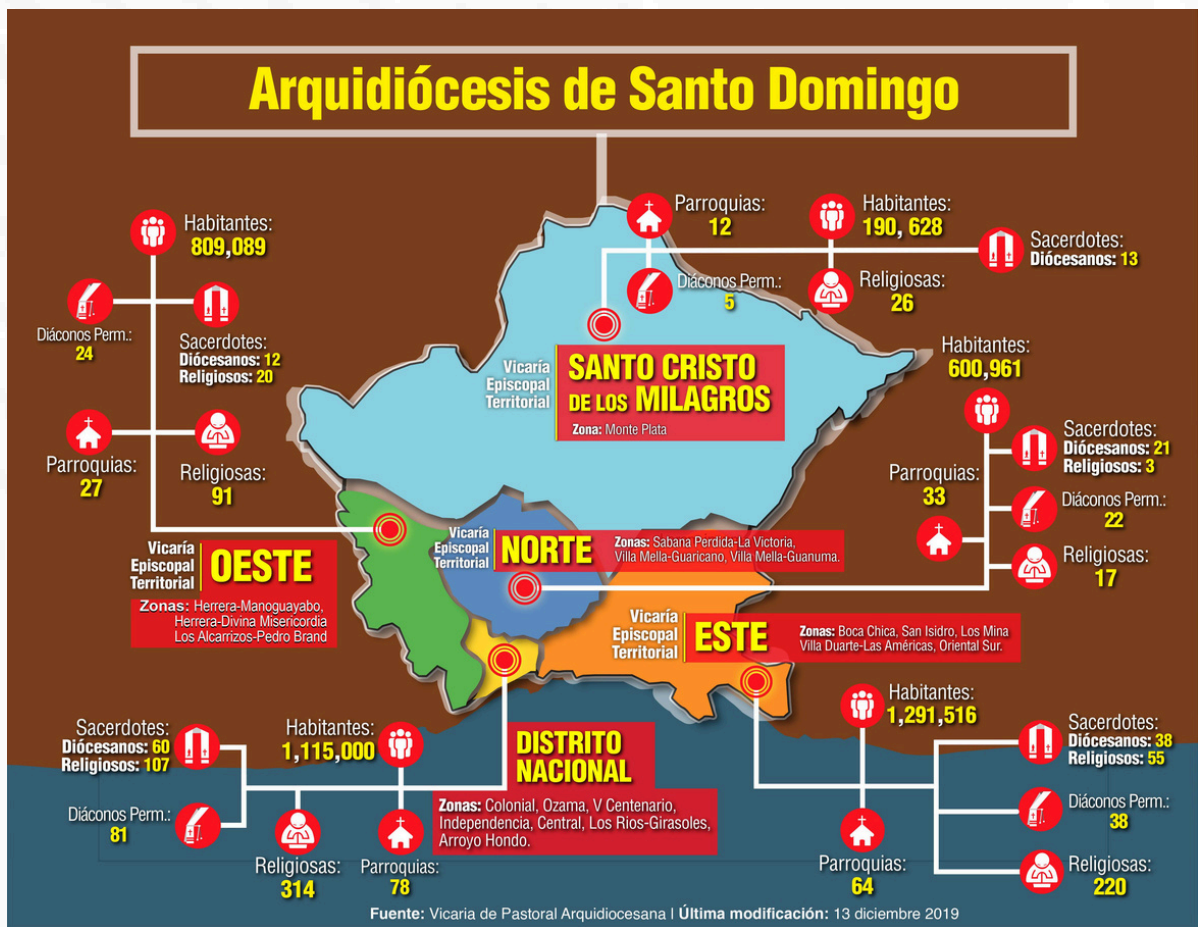 Arquidiócesis de Santo Domingo
Habitantes:
809,089
Diáconos Perm.:
24
Sacerdotes:
Diócesanos: 12
Religiosos: 20
Parroquias:
27
Religiosas:
91
Vicaría
Episcopal
Territorial
OESTE
Zonas: Herrera-Manoguayabo,
Herrera-Divina Misericordia
Los Alcarrizos-Pedro Brand
Parroquias:
12
Habitantes:
190, 628
Sacerdotes:
Diócesanos: 13
Diáconos Perm.:
5
Religiosas:
26
Vicaría
Episcopal
Territorial
SANTO CRISTO
DE LOS MILAGROS
Zona: Monte Plata
Habitantes:
600,961
Sacerdotes:
Diócesanos: 21
Religiosos: 3
Parroquias:
33
Diáconos Perm.:
22
Religiosas:
17
Vicaría
Episcopal
Territorial
NORTE
Zonas: Sabana Perdida-La Victoria,
Villa Mella-Guaricano, Villa Mella-Guanuma.
Vicaría
Episcopal
Territorial
ESTE
Zonas: Boca Chica, San Isidro, Los Mina
Villa Duarte-Las Américas, Oriental Sur.
Habitantes:
1,291,516
Sacerdotes:
Diócesanos: 38
Religiosos: 55
Diáconos Perm.:
38
Parroquias:
64
Religiosas:
220
Sacerdotes:
Diócesanos: 60
Religiosos: 107
Habitantes:
1,115,000
Diáconos Perm.:
81
Religiosas:
314
Parroquias:
78
DISTRITO
NACIONAL
Zonas: Colonial, Ozama, V Centenario,
Independencia, Central, Los Rios-Girasoles,
Arroyo Hondo.
Fuente: Vicaria de Pastoral Arquidiocesana I Última modificación: 13 diciembre 2019